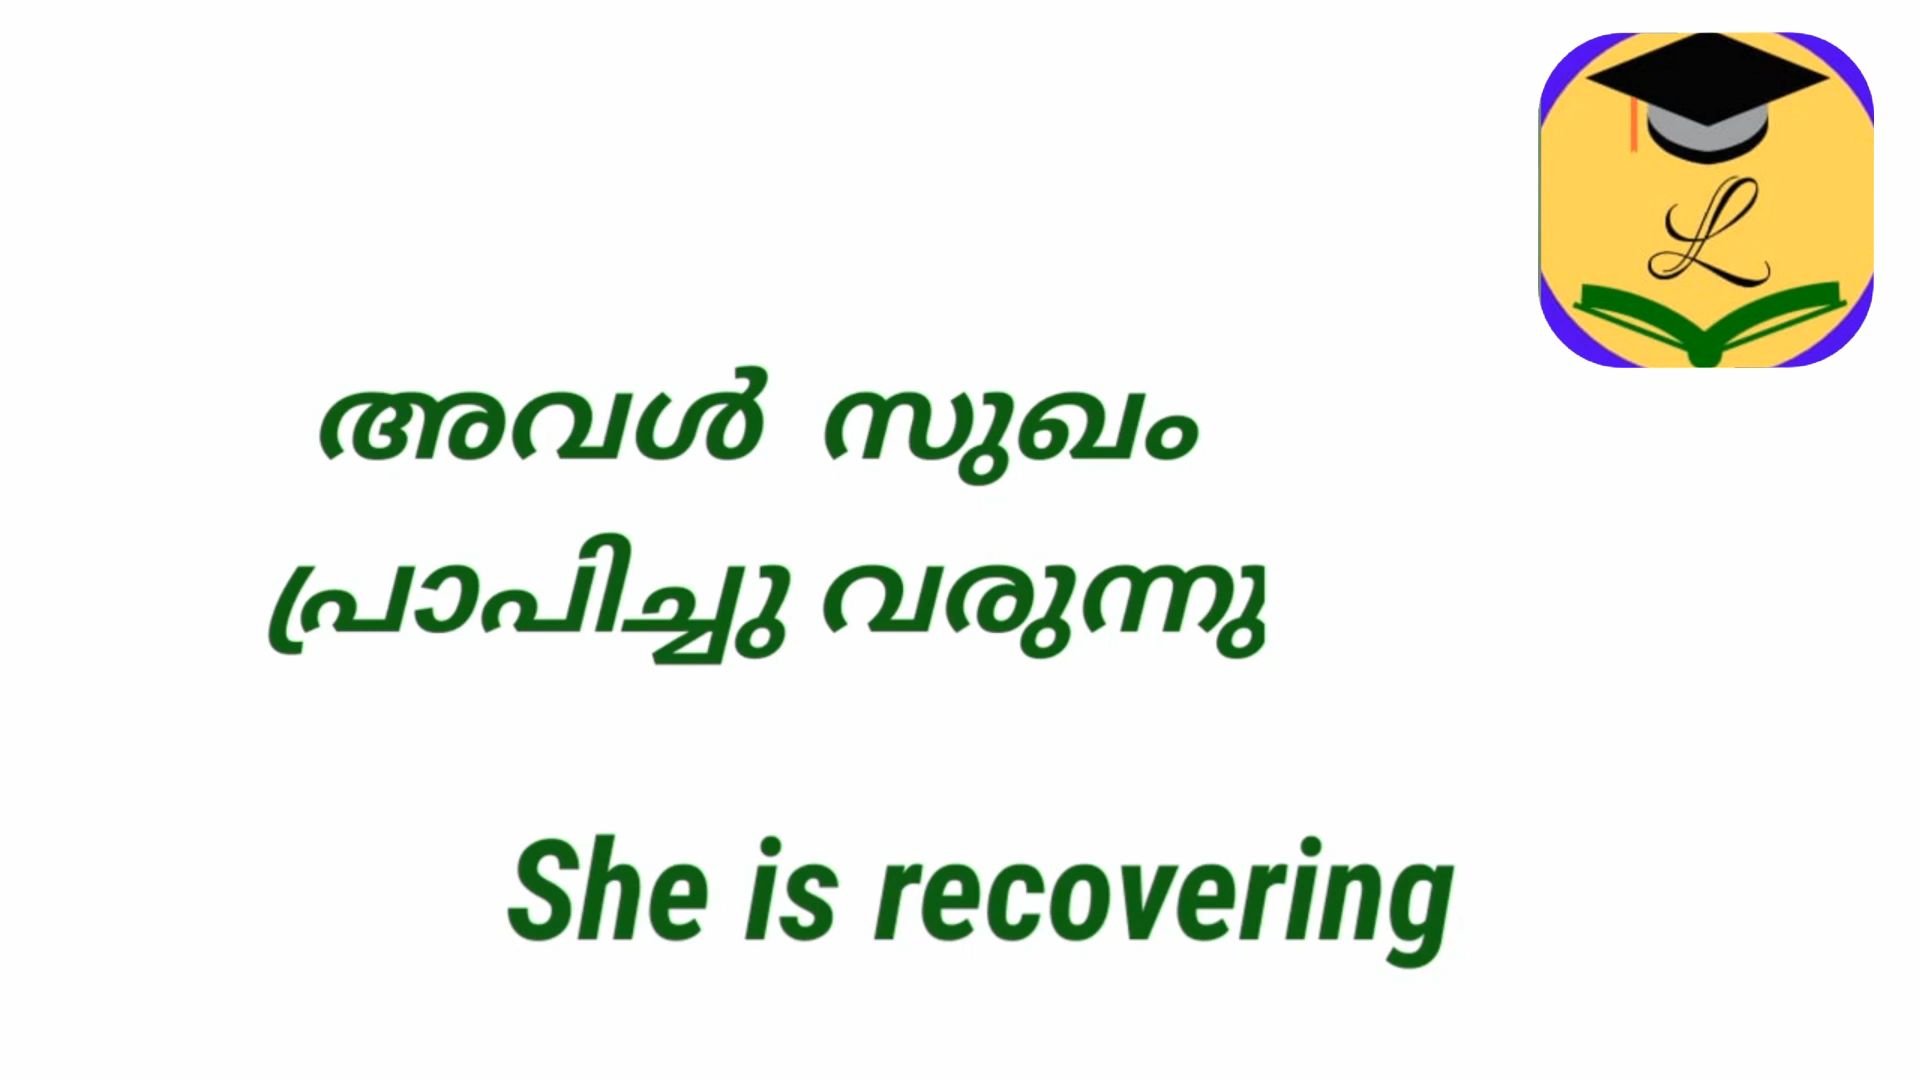 L
അവൾ സുഖം
പ്രാപിച്ചു വരുന്നു
She is recovering